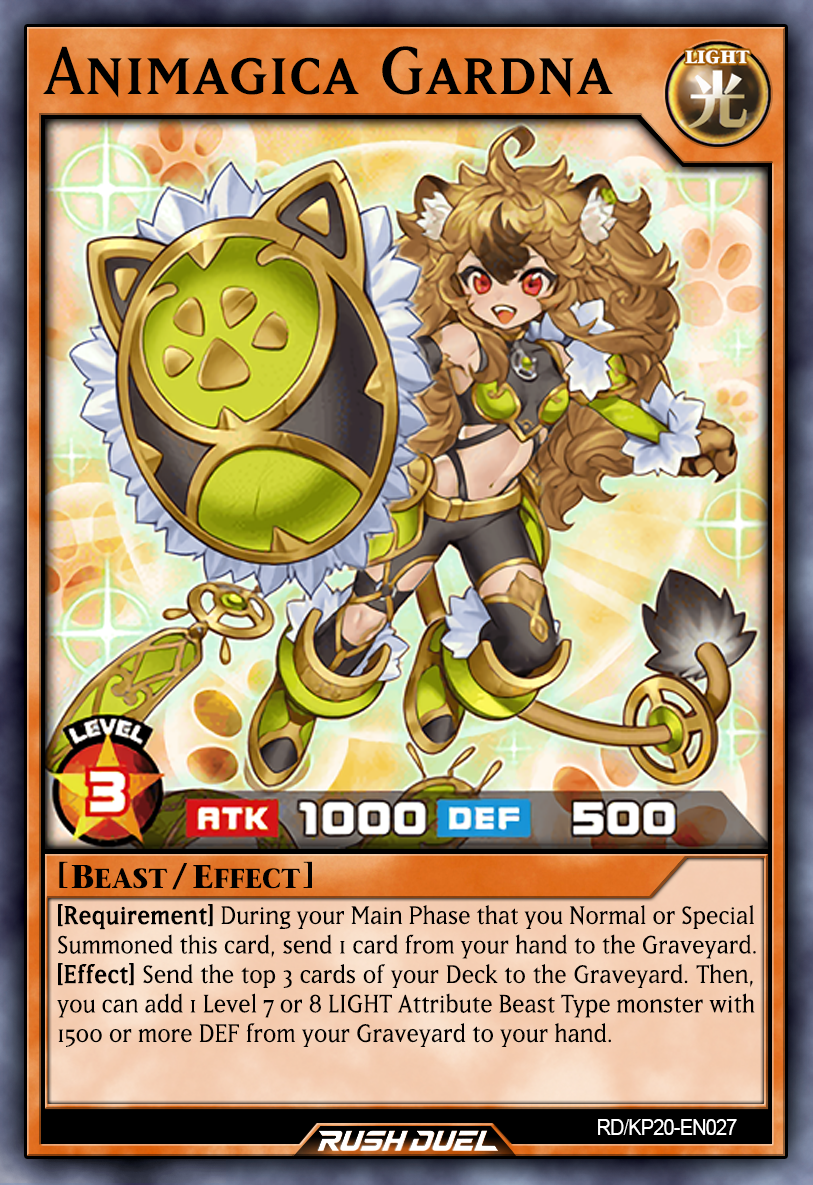 Animagica Gardna
LIGHT
光
LEVEL
3
ATK 1000 DEF 500
[Beast/Effect]
[Requirement] During your Main Phase that you Normal or Special
Summoned this card, send 1 card from your hand to the Graveyard.
[Effect] Send the top 3 cards of your Deck to the Graveyard. Then,
you can add 1 Level 7 or 8 LIGHT Attribute Beast Type monster with
1500 or more DEF from your Graveyard to your hand.
RD/KP20-EN027
RUSH DUEL